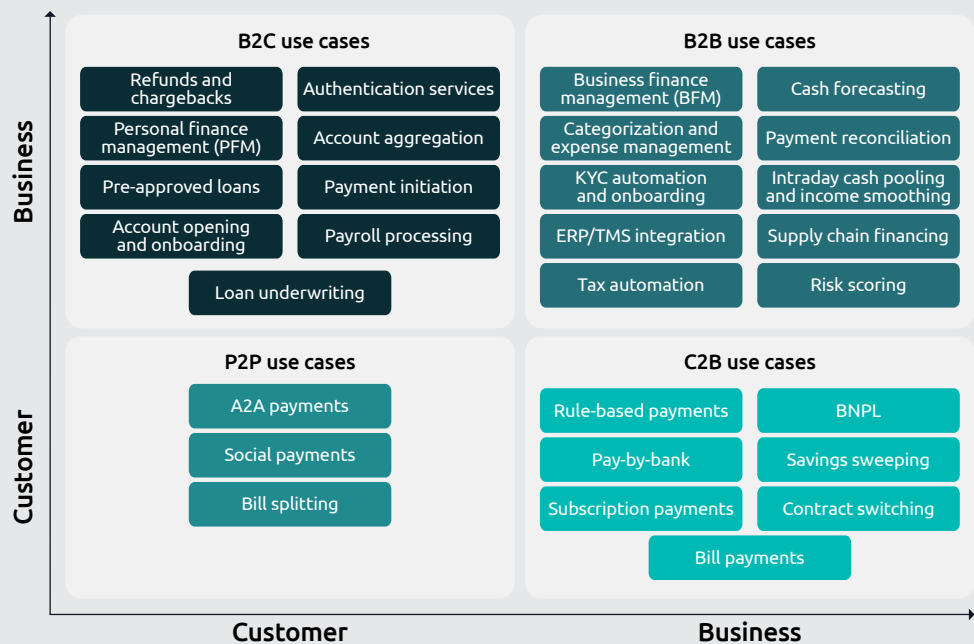 Business
Customer
B2C use cases
Refunds and
chargebacks
Authentication services
Personal finance
management (PFM)
Account aggregation
Pre-approved loans
Payment initiation
Account opening
and onboarding
Payroll processing
Loan underwriting
B2B use cases
Business finance
management (BFM)
Cash forecasting
Categorization and
expense management
Payment reconciliation
KYC automation
and onboarding
Intraday cash pooling
and income smoothing
ERP/TMS integration
Supply chain financing
Tax automation
Risk scoring
P2P use cases
A2A payments
Social payments
Bill splitting
C2B use cases
Rule-based payments
BNPL
Pay-by-bank
Savings sweeping
Subscription payments
Contract switching
Bill payments
Customer
Business